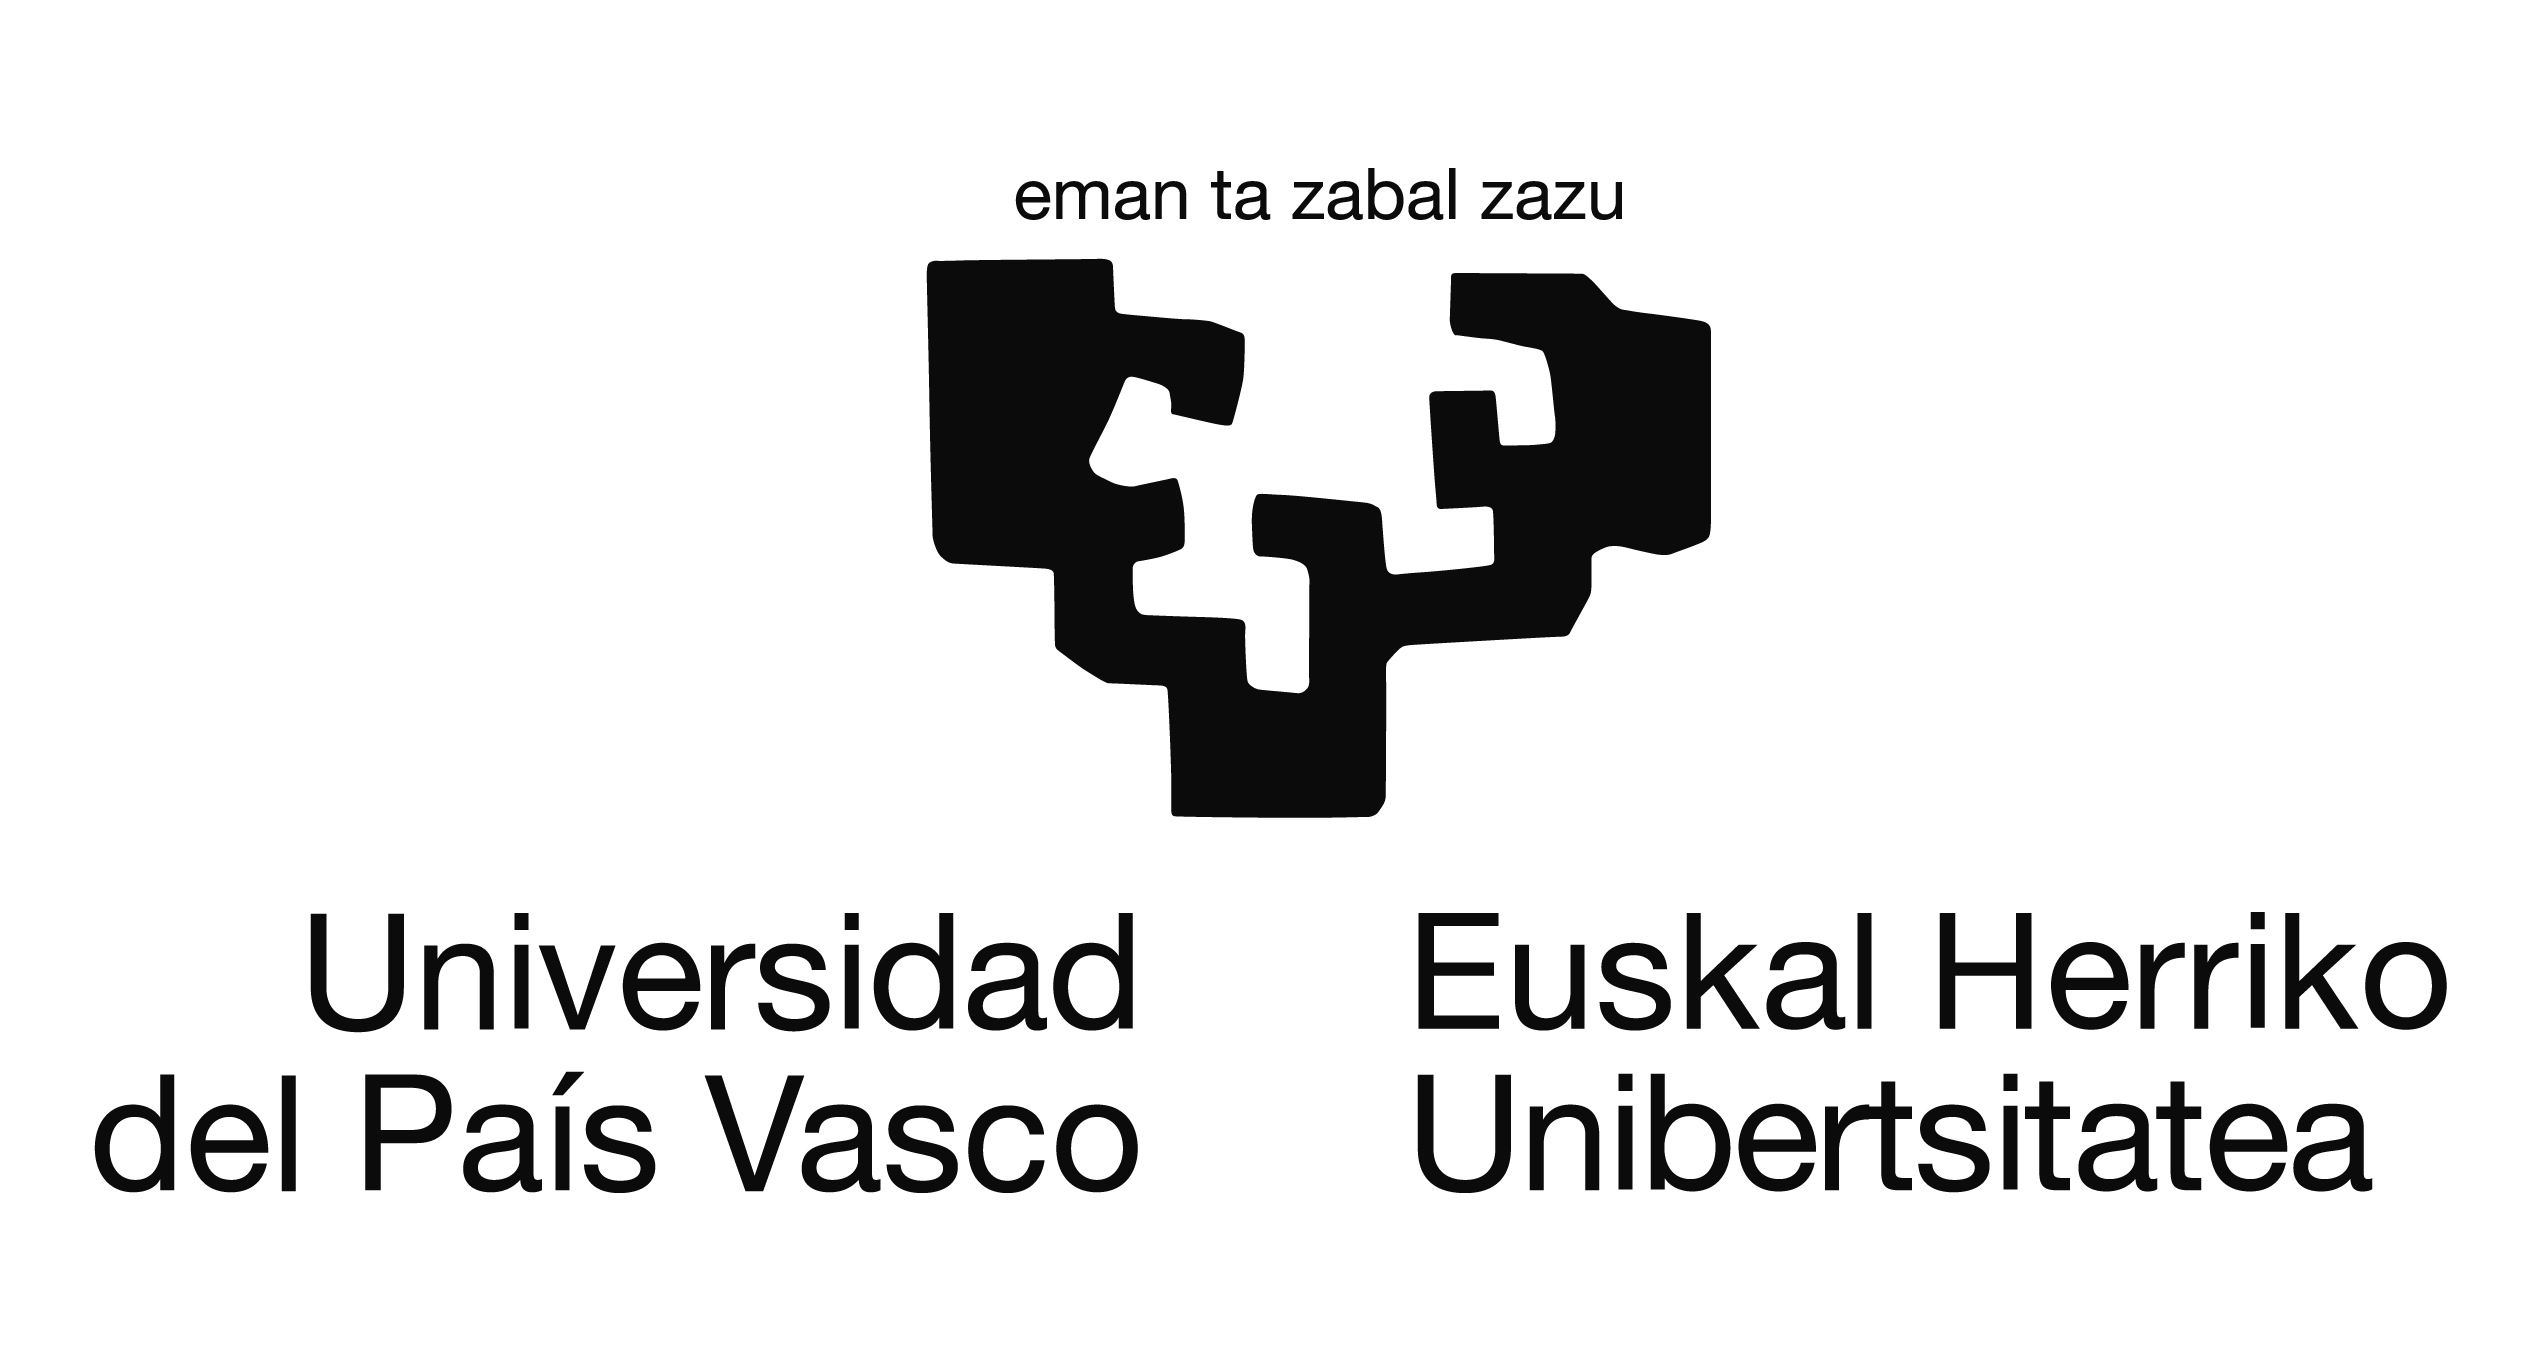 eman ta zabal zazu
Universidad
del País Vasco
Euskal Herriko
Unibertsitatea